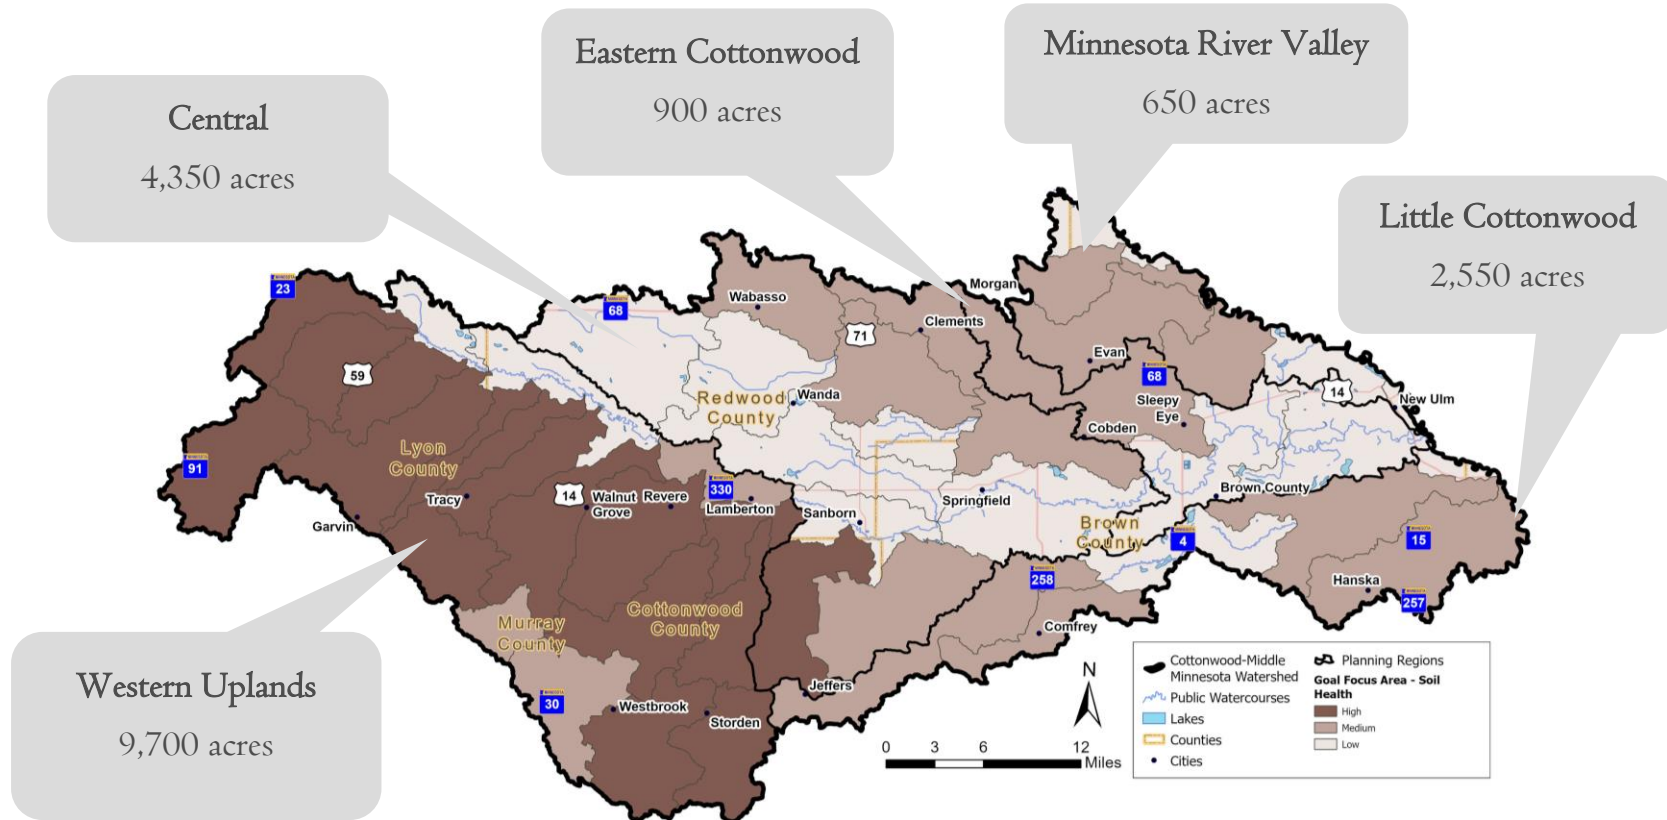 Central
4,350 acres
Eastern Cottonwood
900 acres
Minnesota River Valley
650 acres
Little Cottonwood
2,550 acres
Western Uplands
9,700 acres
23
68
Wabasso
71
Clements
Morgan
Evan
68
Sleepy
Eye
14
New Ulm
59
Redwood
County
Wanda
Cobden
Lyon
County
91
Tracy
Garvin
14
Walnut
Grove
Revere
330
Lamberton
Sanborn
Springfield
Brown County
Brown
County
4
15
258
Hanska
257
Cottonwood
County
Murray
County
Comfrey
Jeffers
30
Westbrook
Storden
N
0 3 6 12
Miles
Cottonwood-Middle
Minnesota Watershed
Public Watercourses
Lakes
Counties
Cities
Planning Regions
Goal Focus Area - Soil
Health
High
Medium
Low